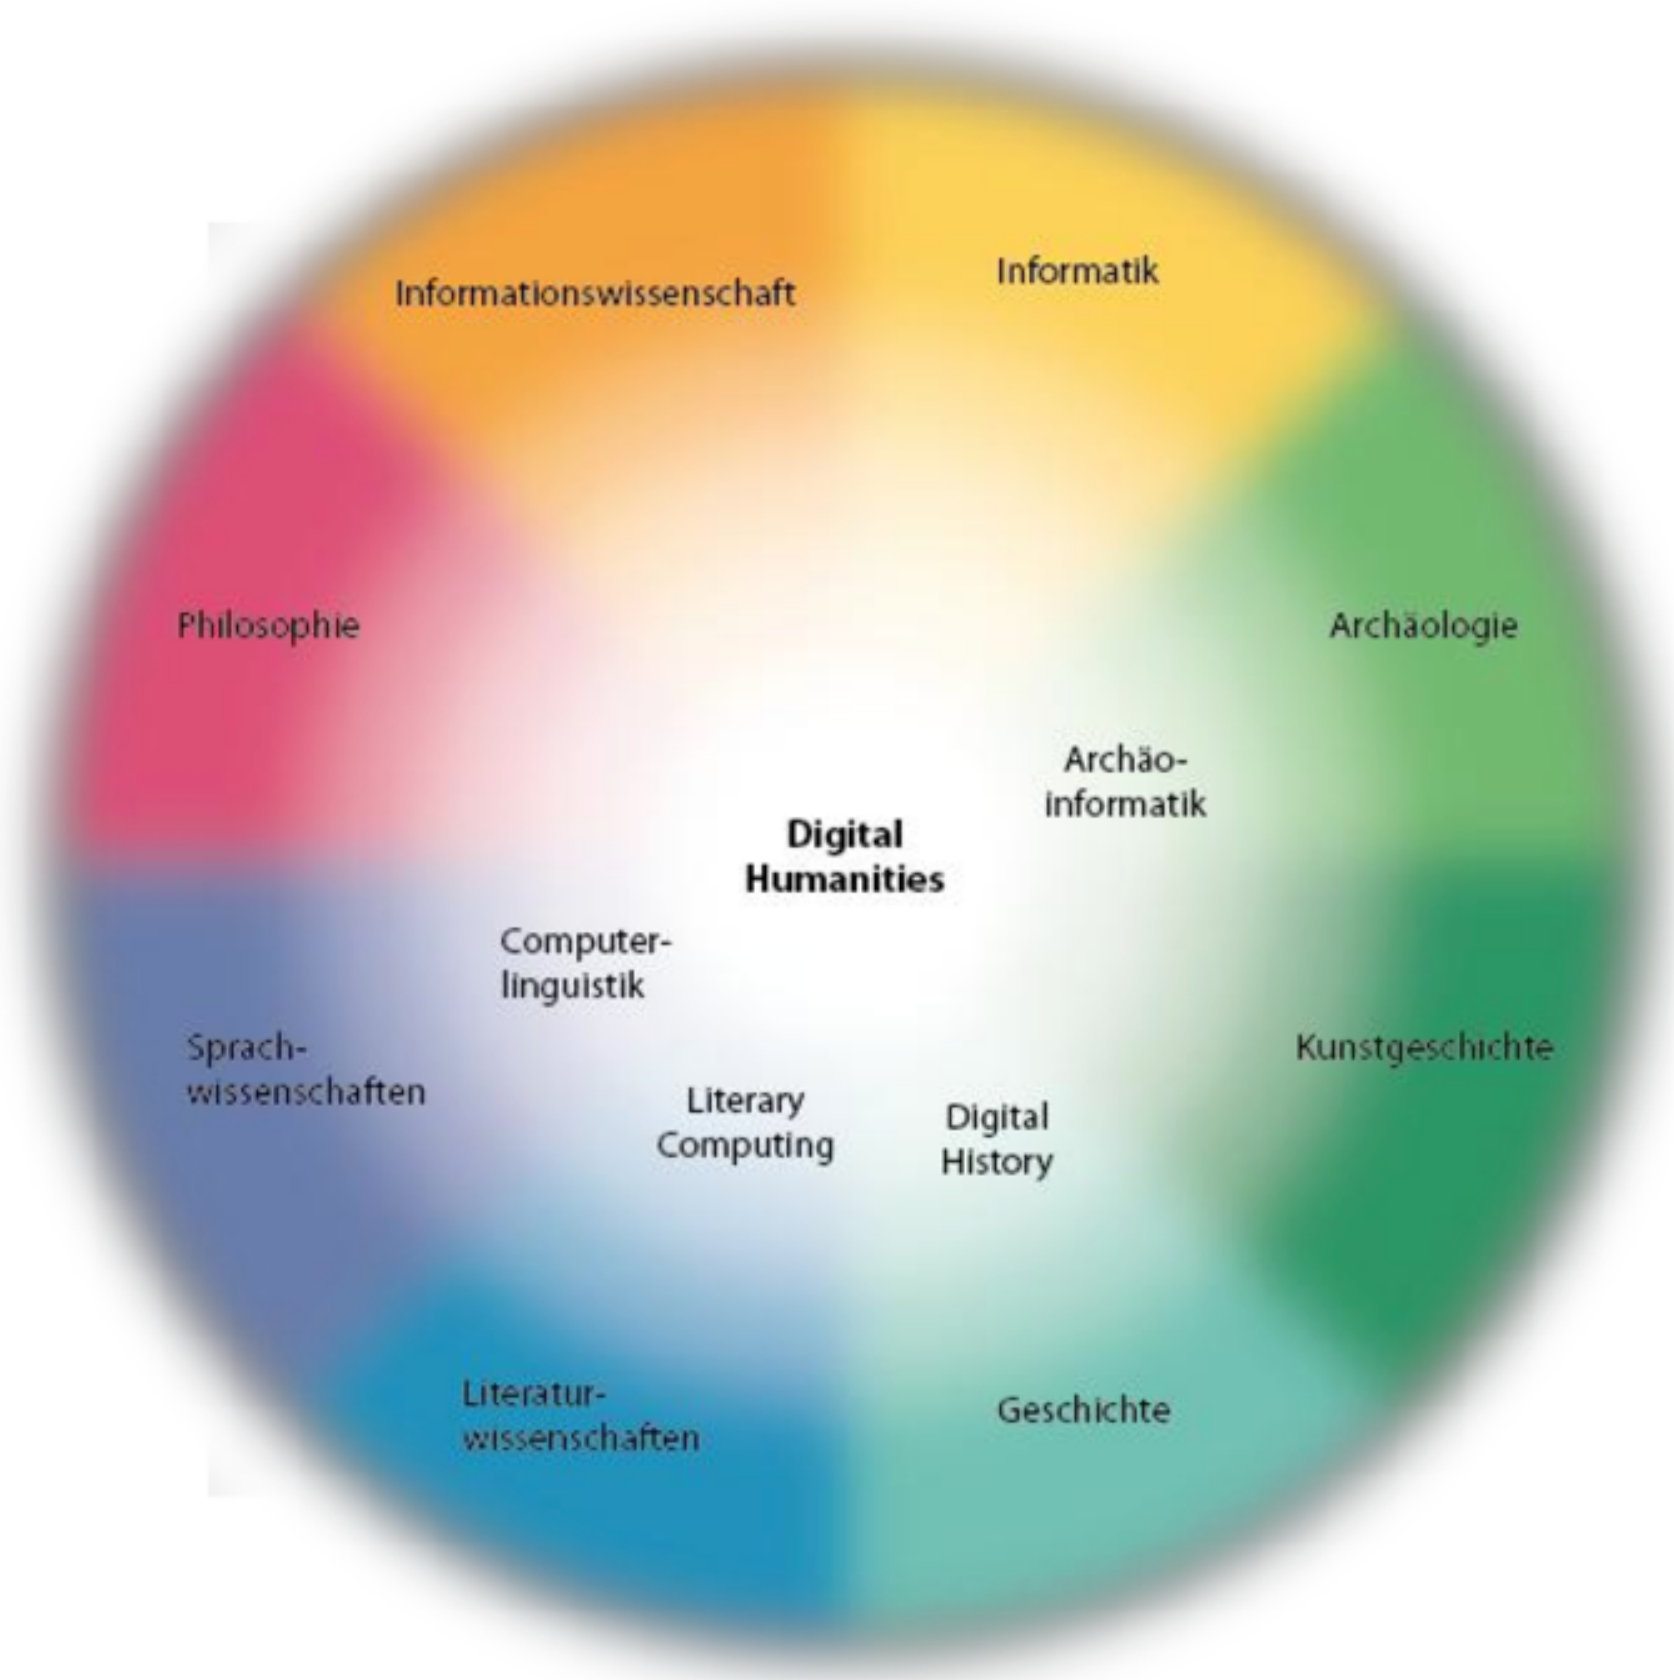 Informatik
Informationswissenschaft
Philosophie
Archäologie
Archäo-
informatik
Digital
Humanities
Computer-
linguistik
Sprach-
wissenschaften
Kunstgeschichte
Literary
Computing
Digital
History
Literatur-
wissenschaften
Geschichte